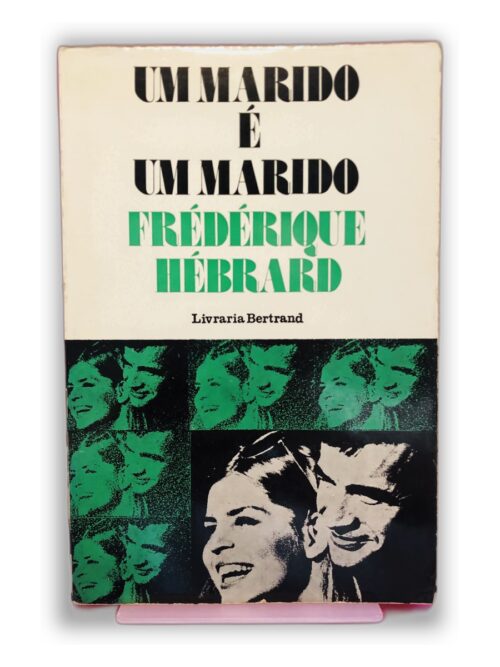 UM MARIDO
É
UM MARIDO
FRÉDÉRIQUE
HÉBRARD
Livraria Bertrand